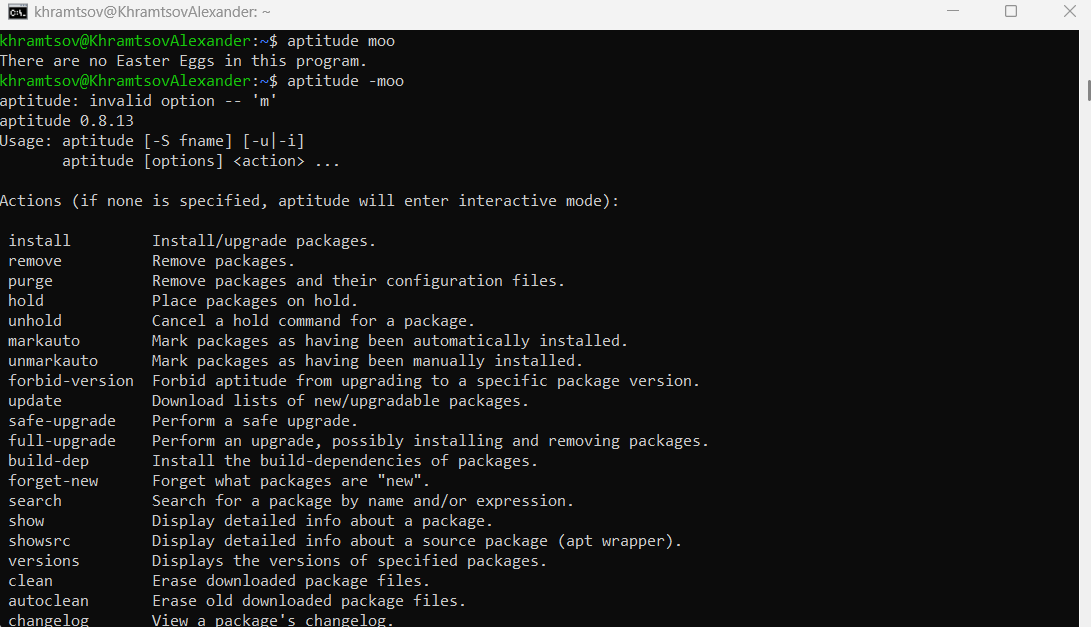 khramtsov@KhramtsovAlexander: ~
khramtsov@KhramtsovAlexander:~$ aptitude moo
There are no Easter Eggs in this program.
khramtsov@KhramtsovAlexander:~$ aptitude -moo
aptitude: invalid option -- 'm'
aptitude 0.8.13
Usage: aptitude [-S fname] [-u|-i]
       aptitude [options] <action> ...

Actions (if none is specified, aptitude will enter interactive mode):

 install         Install/upgrade packages.
 remove          Remove packages.
 purge           Remove packages and their configuration files.
 hold            Place packages on hold.
 unhold          Cancel a hold command for a package.
 markauto        Mark packages as having been automatically installed.
 unmarkauto      Mark packages as having been manually installed.
 forbid-version  Forbid aptitude from upgrading to a specific package version.
 update          Download lists of new/upgradable packages.
 safe-upgrade    Perform a safe upgrade.
 full-upgrade    Perform an upgrade, possibly installing and removing packages.
 build-dep       Install the build-dependencies of packages.
 forget-new      Forget what packages are "new".
 search          Search for a package by name and/or expression.
 show            Display detailed info about a package.
 showsrc         Display detailed info about a source package (apt wrapper).
 versions        Displays the versions of specified packages.
 clean           Erase downloaded package files.
 autoclean       Erase old downloaded package files.
 changelog       View a package's changelog.